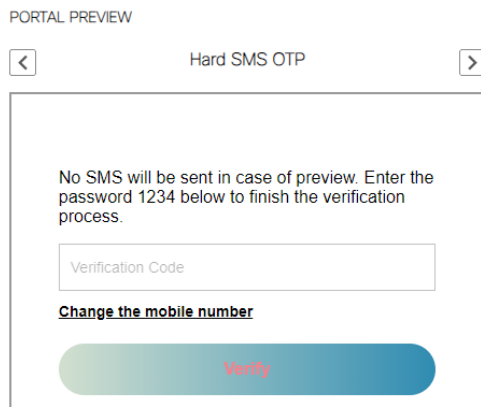 PORTAL PREVIEW
Hard SMS OTP
No SMS will be sent in case of preview. Enter the
password 1234 below to finish the verification
process.
Verification Code
Change the mobile number
Verify